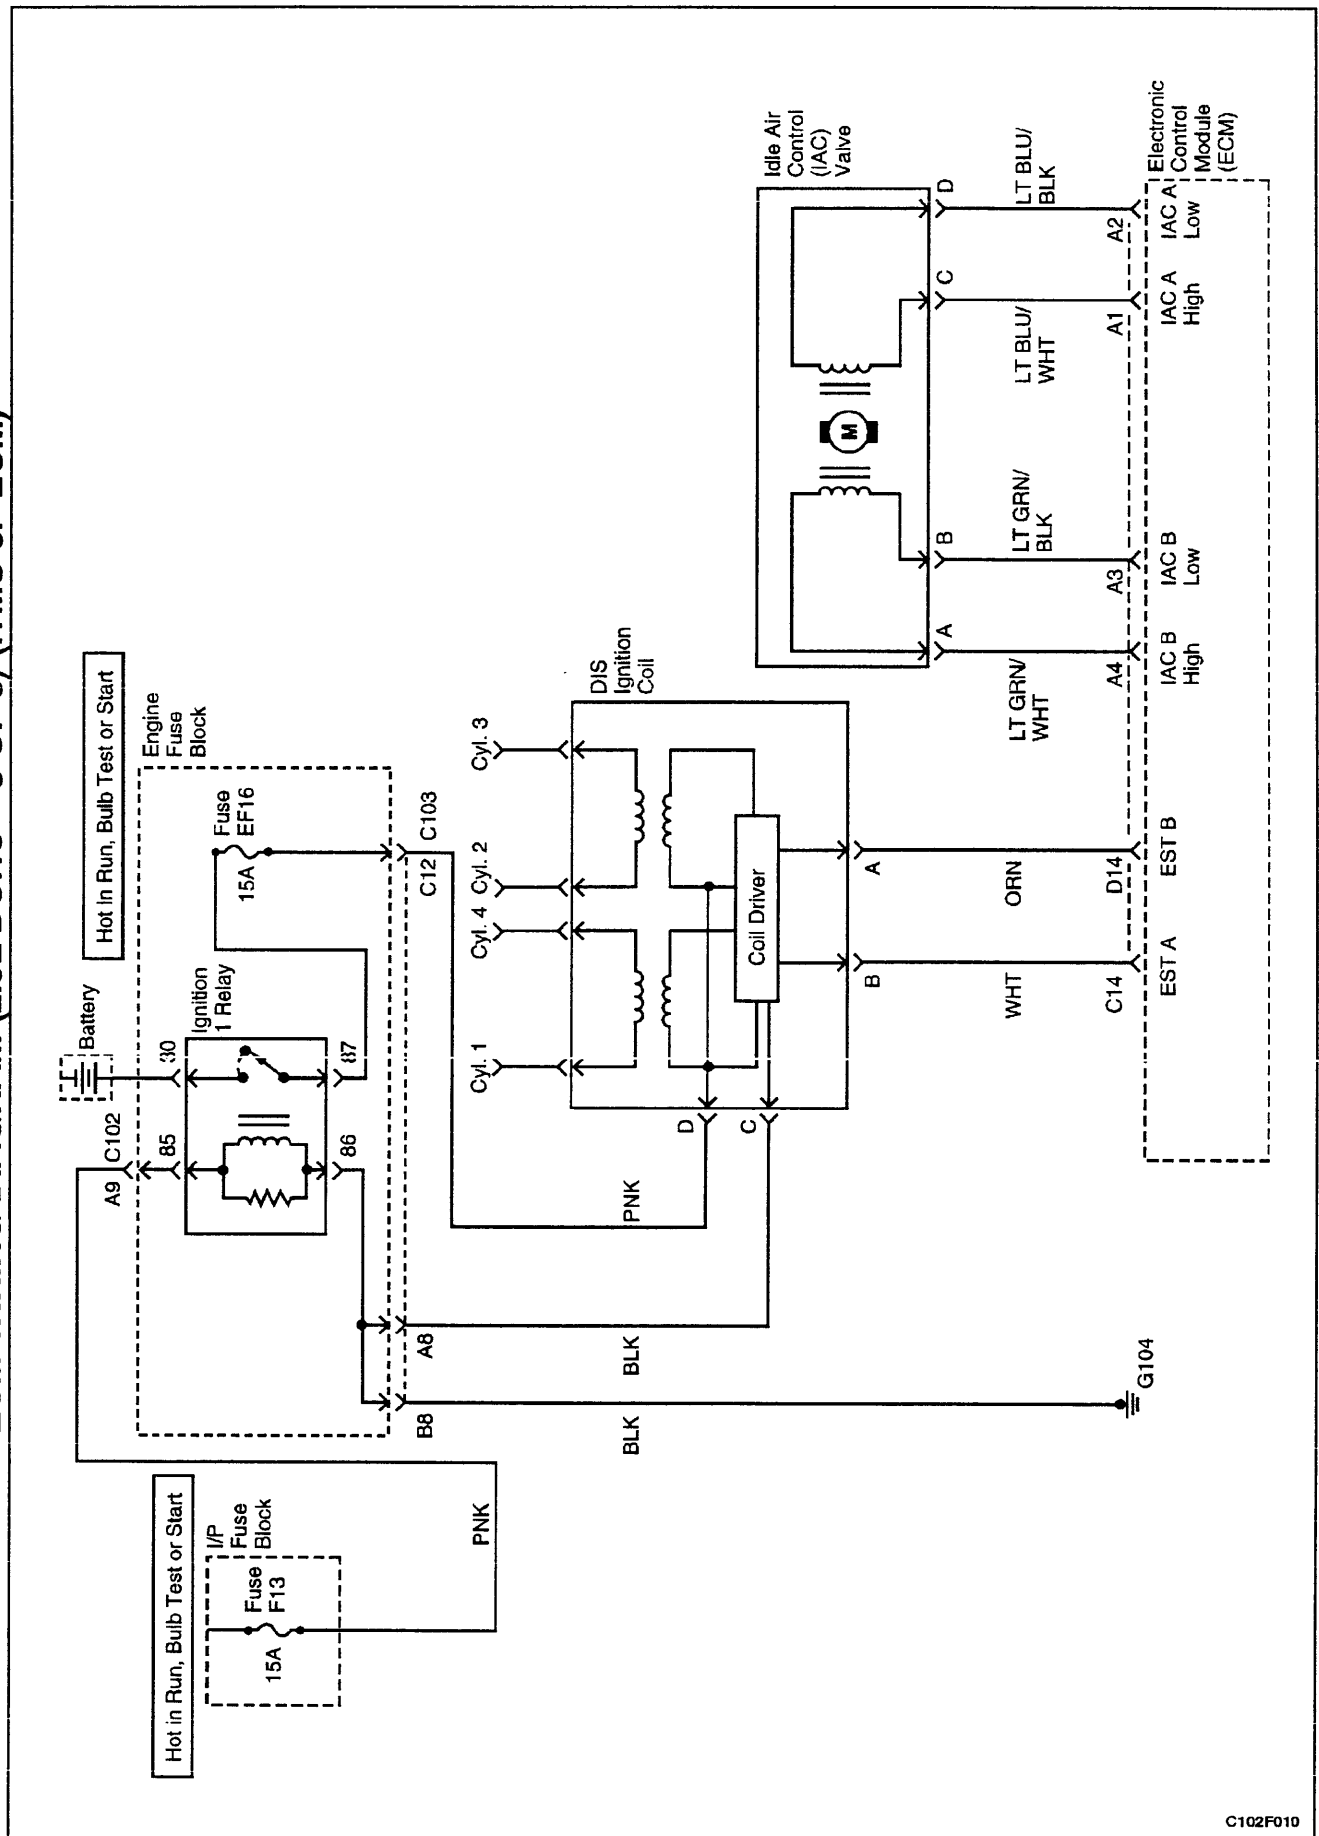 Hot in Run, Bulb Test or Start
I/P
Fuse
Block
Fuse
F13
15A
PNK
Battery
Hot in Run, Bulb Test or Start
Engine
Fuse
Block
A9
C102
85
30
Ignition
1 Relay
86
87
Fuse
EF16
15A
B8
A8
C12
C103
BLK
BLK
PNK
G104
Cyl. 1
Cyl. 4
Cyl. 2
Cyl. 3
DIS
Ignition
Coil
D
C
Coil Driver
B
A
WHT
ORN
C14
D14
EST A
EST B
Idle Air
Control
(IAC)
Valve
M
A
B
C
D
LT GRN/
WHT
LT GRN/
BLK
LT BLU/
WHT
LT BLU/
BLK
A4
A3
A1
A2
IAC B
High
IAC B
Low
IAC A
High
IAC A
Low
Electronic
Control
Module
(ECM)
C102F010